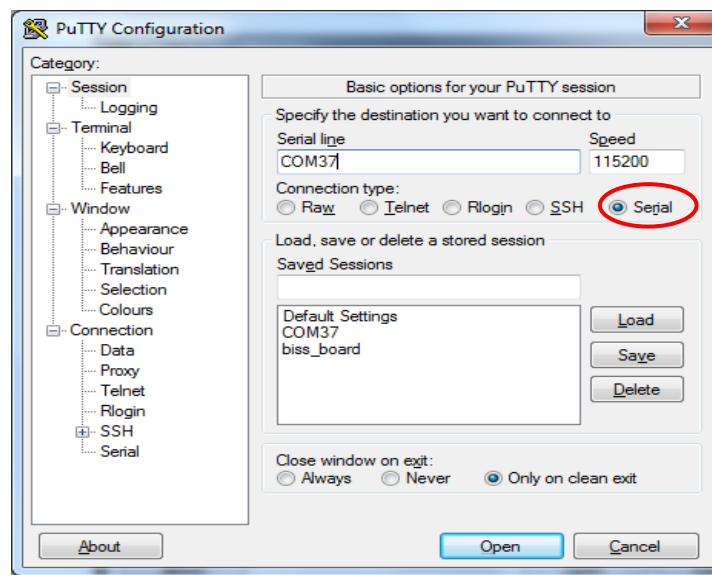 PuTTY Configuration
Category:
Session
Logging
Terminal
Keyboard
Bell
Features
Window
Appearance
Behaviour
Translation
Selection
Colours
Connection
Data
Proxy
Telnet
Rlogin
SSH
Serial
Basic options for your PuTTY session
Specify the destination you want to connect to
Serial line Speed
COM37 115200
Connection type:
Raw Telnet Rlogin SSH Serial
Load, save or delete a stored session
Saved Sessions
Default Settings
COM37
biss_board
Load
Save
Delete
Close window on exit:
Always Never Only on clean exit
About Open Cancel